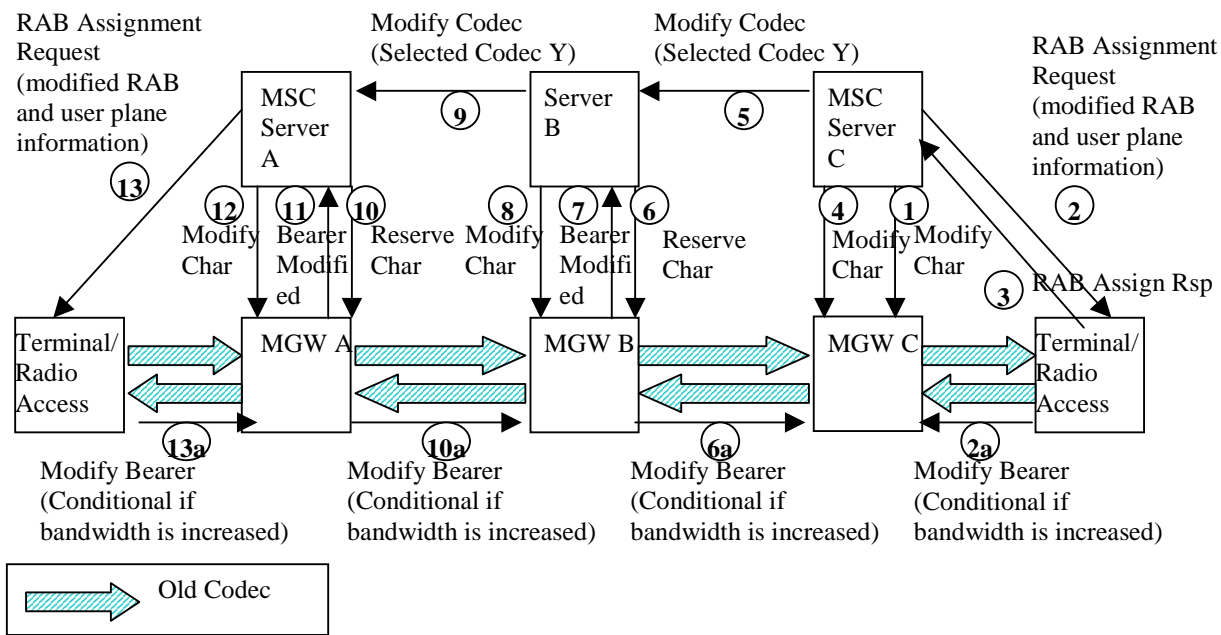 RAB Assignment
Request
(modified RAB
and user plane
information)
Modify Codec
(Selected Codec Y)
Modify Codec
(Selected Codec Y)
RAB Assignment
Request
(modified RAB
and user plane
information)
MSC
Server
A
9
Server
B
5
MSC
Server
C
13
12
11
10
8
7
6
4
1
2
Modify
Char
Bearer
Modifi
ed
Reserve
Char
Modify
Char
Bearer
Modifi
ed
Reserve
Char
Modify
Char
Modify
Char
3
RAB Assign Rsp
Terminal/
Radio
Access
MGW A
MGW B
MGW C
Terminal/
Radio
Access
13a
10a
6a
2a
Modify Bearer
(Conditional if
bandwidth is increased)
Modify Bearer
(Conditional if
bandwidth is increased)
Modify Bearer
(Conditional if
bandwidth is increased)
Modify Bearer
(Conditional if
bandwidth is increased)
Old Codec